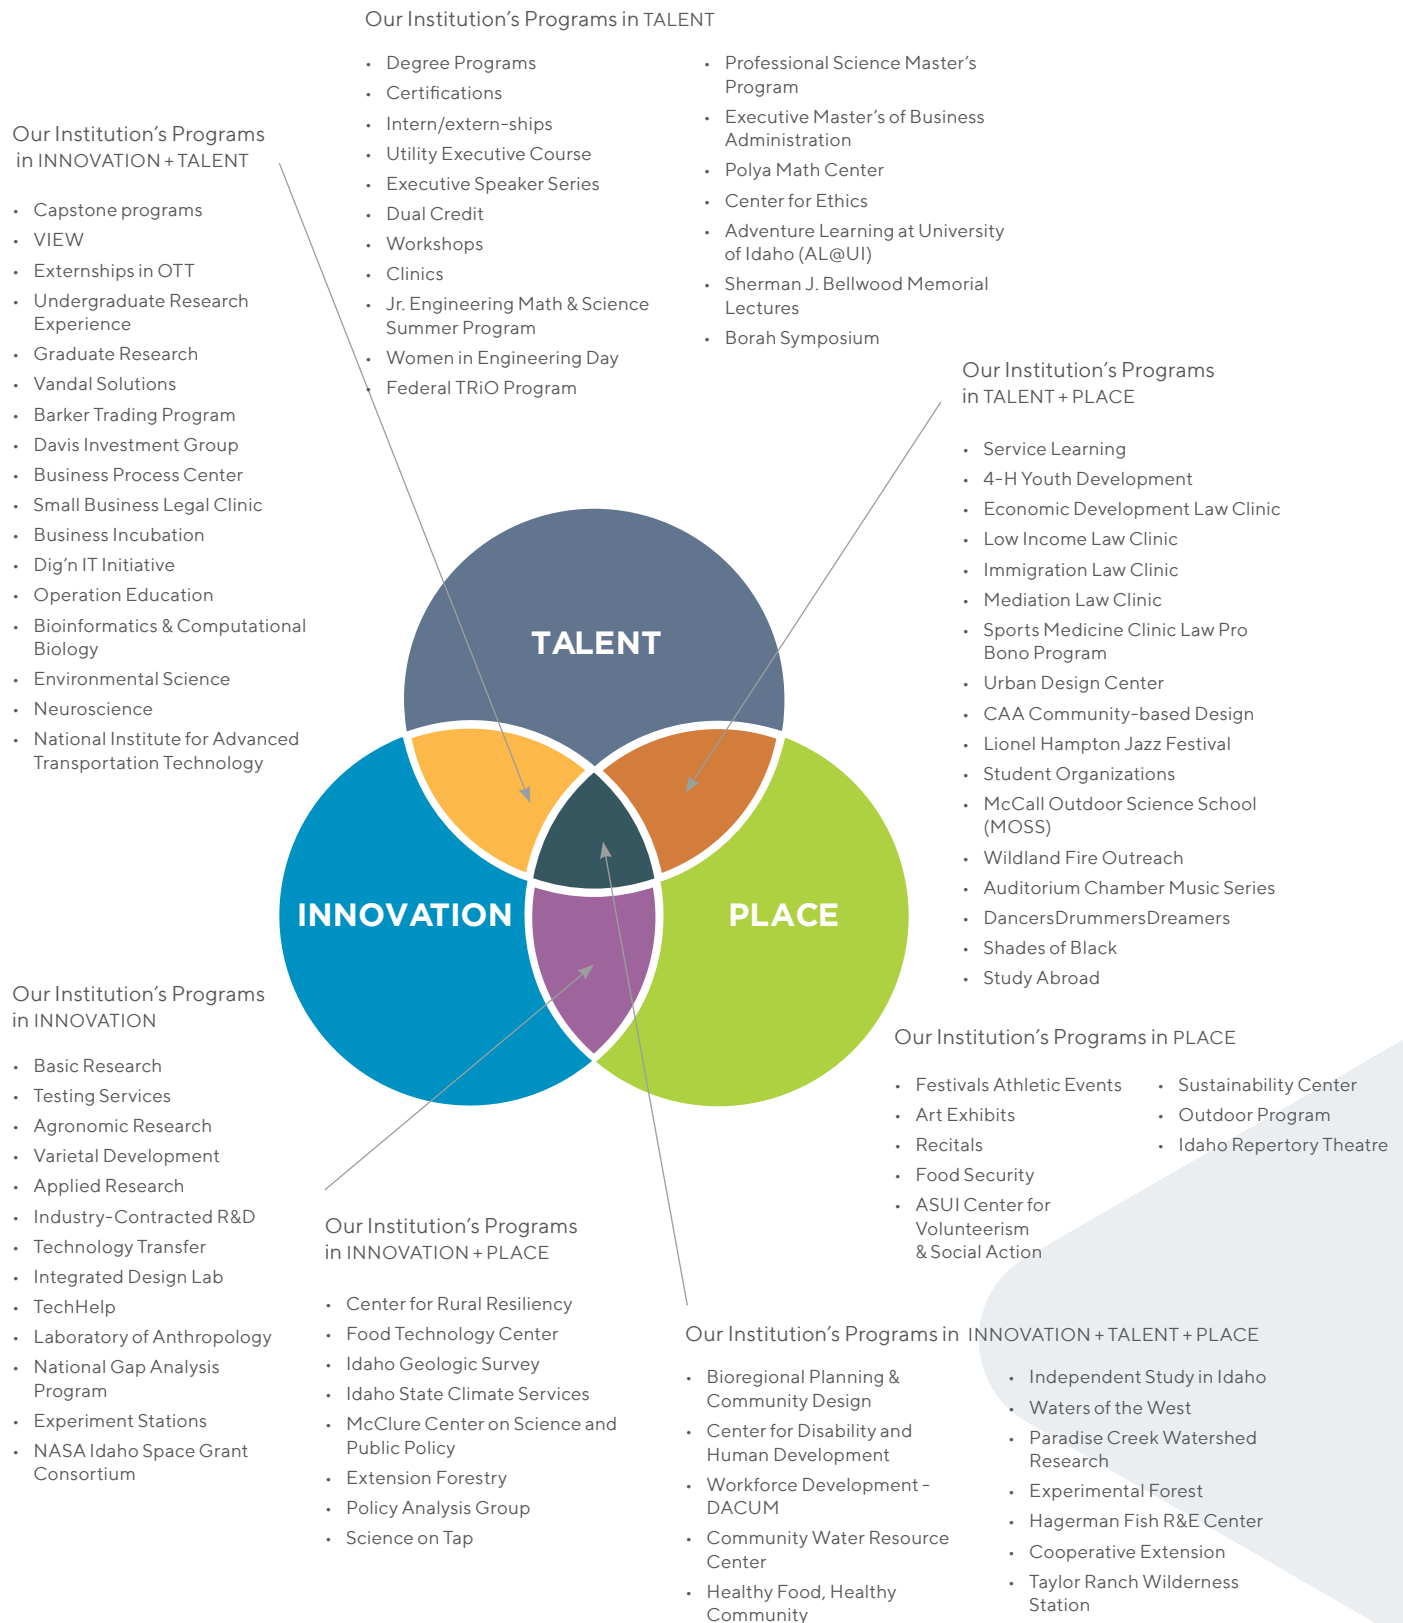 Our Institution's Programs in TALENT
• Degree Programs
• Certifications
• Intern/extern-ships
• Utility Executive Course
• Executive Speaker Series
• Dual Credit
• Workshops
• Clinics
• Jr. Engineering Math & Science
Summer Program
• Women in Engineering Day
• Federal TRiO Program
• Professional Science Master's
Program
• Executive Master's of Business
Administration
• Polya Math Center
• Center for Ethics
• Adventure Learning at University
of Idaho (AL@UI)
• Sherman J. Bellwood Memorial
Lectures
• Borah Symposium
Our Institution's Programs
in INNOVATION + TALENT
• Capstone programs
• VIEW
• Externships in OTT
• Undergraduate Research
Experience
• Graduate Research
• Vandal Solutions
• Barker Trading Program
• Davis Investment Group
• Business Process Center
• Small Business Legal Clinic
• Business Incubation
• Dig'n IT Initiative
• Operation Education
• Bioinformatics & Computational
Biology
• Environmental Science
• Neuroscience
• National Institute for Advanced
Transportation Technology
Our Institution's Programs
in TALENT + PLACE
• Service Learning
• 4-H Youth Development
• Economic Development Law Clinic
• Low Income Law Clinic
• Immigration Law Clinic
• Mediation Law Clinic
• Sports Medicine Clinic Law Pro
Bono Program
• Urban Design Center
• CAA Community-based Design
• Lionel Hampton Jazz Festival
• Student Organizations
• McCall Outdoor Science School
(MOSS)
• Wildland Fire Outreach
• Auditorium Chamber Music Series
• DancersDrummersDreamers
• Shades of Black
• Study Abroad
TALENT
INNOVATION
PLACE
Our Institution's Programs
in INNOVATION
• Basic Research
• Testing Services
• Agronomic Research
• Varietal Development
• Applied Research
• Industry-Contracted R&D
• Technology Transfer
• Integrated Design Lab
• TechHelp
• Laboratory of Anthropology
• National Gap Analysis
Program
• Experiment Stations
• NASA Idaho Space Grant
Consortium
Our Institution's Programs in PLACE
• Festivals Athletic Events
• Art Exhibits
• Recitals
• Food Security
• ASUI Center for
Volunteerism
& Social Action
• Sustainability Center
• Outdoor Program
• Idaho Repertory Theatre
Our Institution's Programs
in INNOVATION + PLACE
• Center for Rural Resiliency
• Food Technology Center
• Idaho Geologic Survey
• Idaho State Climate Services
• McClure Center on Science and
Public Policy
• Extension Forestry
• Policy Analysis Group
• Science on Tap
Our Institution's Programs in INNOVATION + TALENT + PLACE
• Bioregional Planning &
Community Design
• Center for Disability and
Human Development
• Workforce Development -
DACUM
• Community Water Resource
Center
• Healthy Food, Healthy
Community
• Independent Study in Idaho
• Waters of the West
• Paradise Creek Watershed
Research
• Experimental Forest
• Hagerman Fish R&E Center
• Cooperative Extension
• Taylor Ranch Wilderness
Station